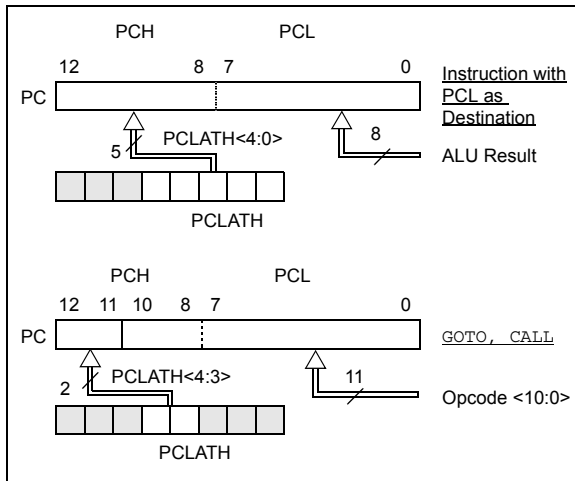 PCH PCL
12 8 7 0
PC
Instruction with
PCL as
Destination
5 PCLATH<4:0> 8
ALU Result
PCLATH
PCH PCL
12 11 10 8 7 0
PC
GOTO, CALL
2 PCLATH<4:3> 11
Opcode <10:0>
PCLATH